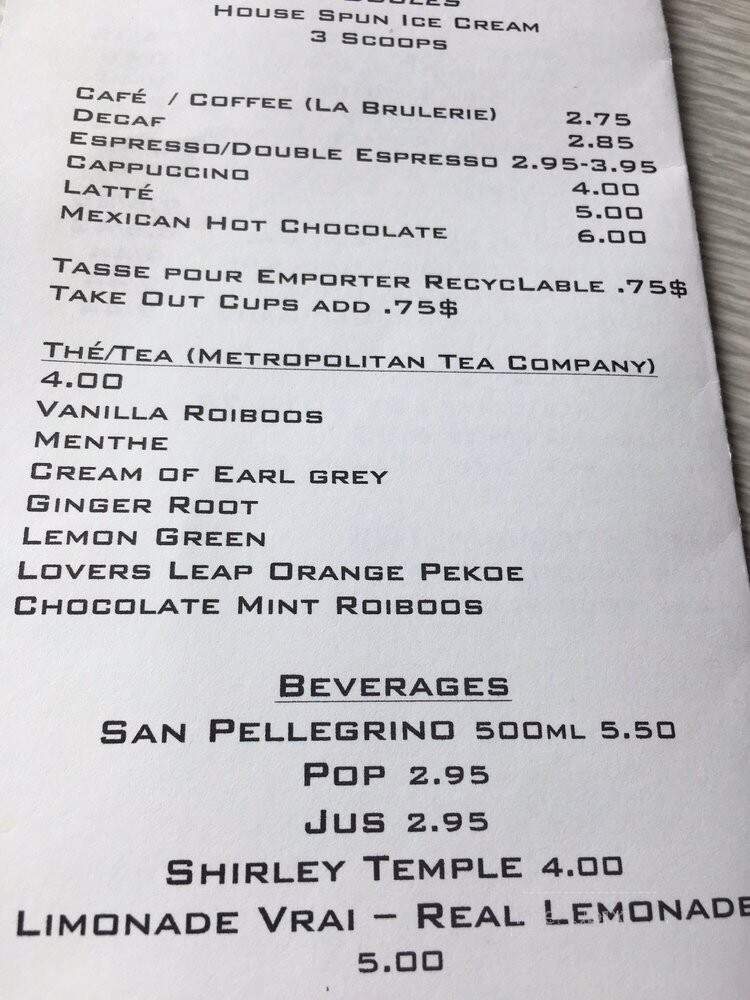 House Spun Ice Cream
3 Scoops
Café / Coffee (La Brulerie) 2.75
Decaf 2.85
Espresso/Double Espresso 2.95-3.95
Cappuccino 4.00
Latté 5.00
Mexican Hot Chocolate 6.00
Tasse pour Emporter RecycLable .75$
Take Out Cups add .75$
Thé/Tea (Metropolitan Tea Company)
4.00
Vanilla Roiboos
Menthe
Cream of Earl grey
Ginger Root
Lemon Green
Lovers Leap Orange Pekoe
Chocolate Mint Roiboos
Beverages
San Pellegrino 500ml 5.50
Pop 2.95
Jus 2.95
Shirley Temple 4.00
Limonade Vrai – Real Lemonade
5.00